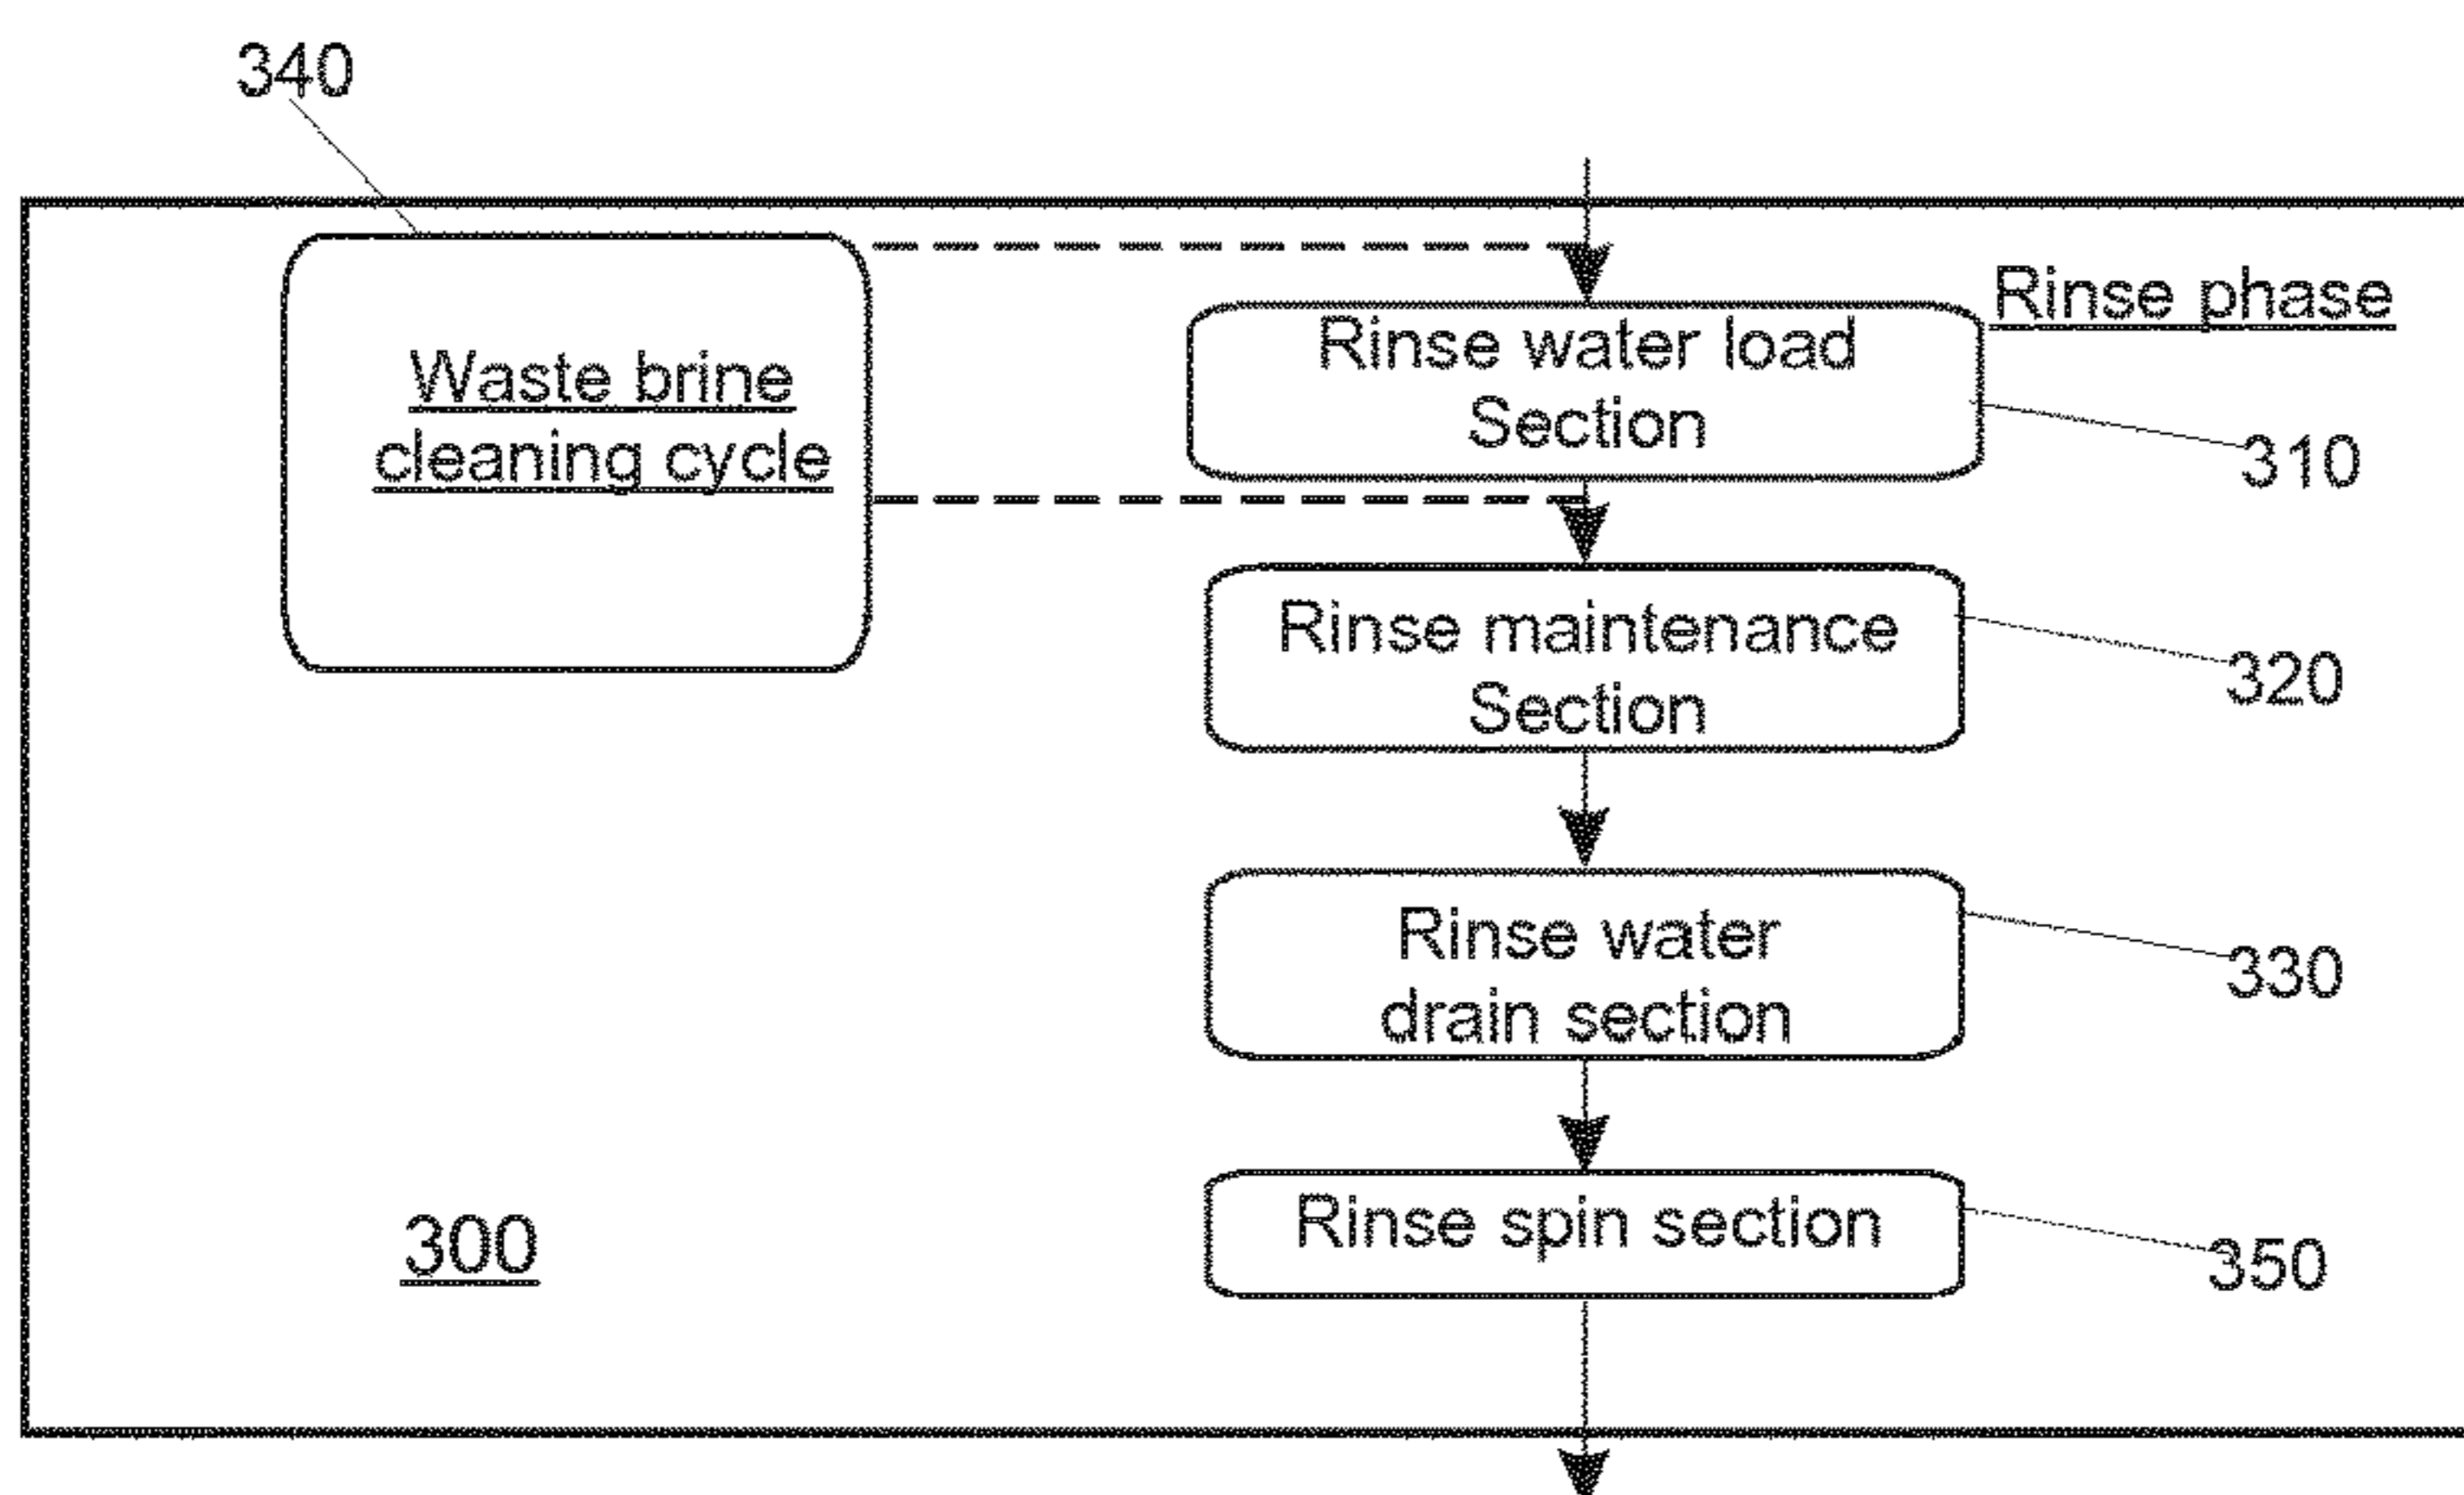 340
Rinse phase
Waste brine
cleaning cycle
Rinse water load
Section
310
Rinse maintenance
Section
320
Rinse water
drain section
330
Rinse spin section
350
300